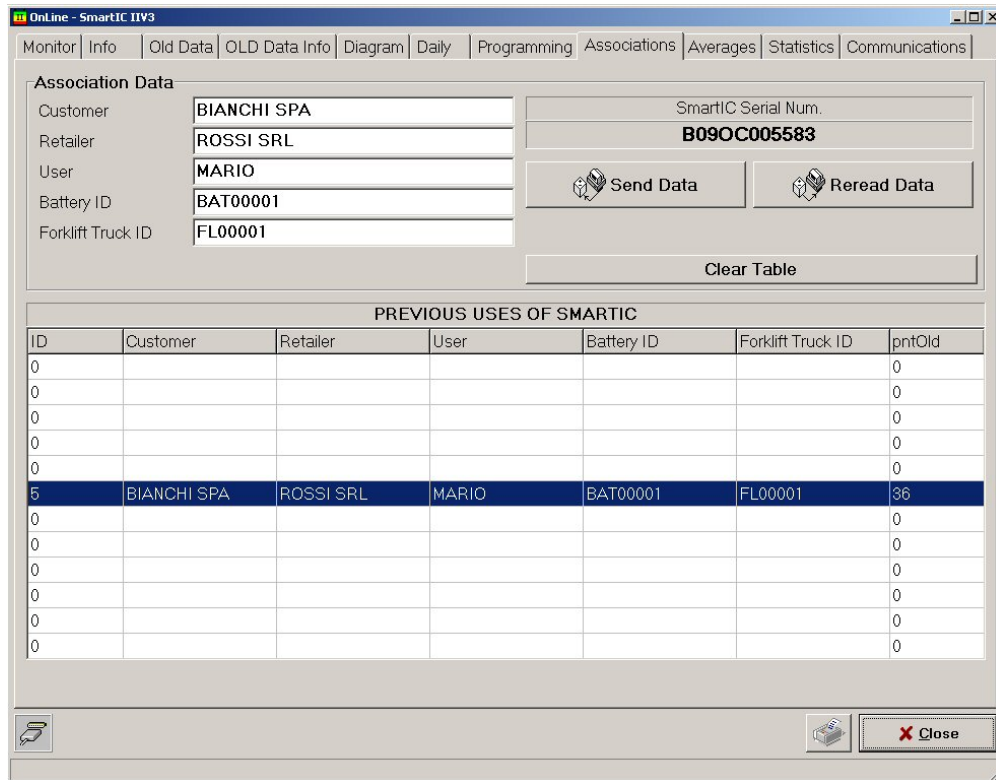 OnLine - SmartIC IIV3
Monitor Info Old Data OLD Data Info Diagram Daily Programming Associations Averages Statistics Communications
Association Data
Customer BIANCHI SPA
Retailer ROSSI SRL
User MARIO
Battery ID BAT00001
Forklift Truck ID FL00001
SmartIC Serial Num.
B09OC005583
Send Data Reread Data
Clear Table
PREVIOUS USES OF SMARTIC
ID Customer Retailer User Battery ID Forklift Truck ID pntOld
0 0
0 0
0 0
0 0
0 0
5 BIANCHI SPA ROSSI SRL MARIO BAT00001 FL00001 36
0 0
0 0
0 0
0 0
0 0
0 0
Close